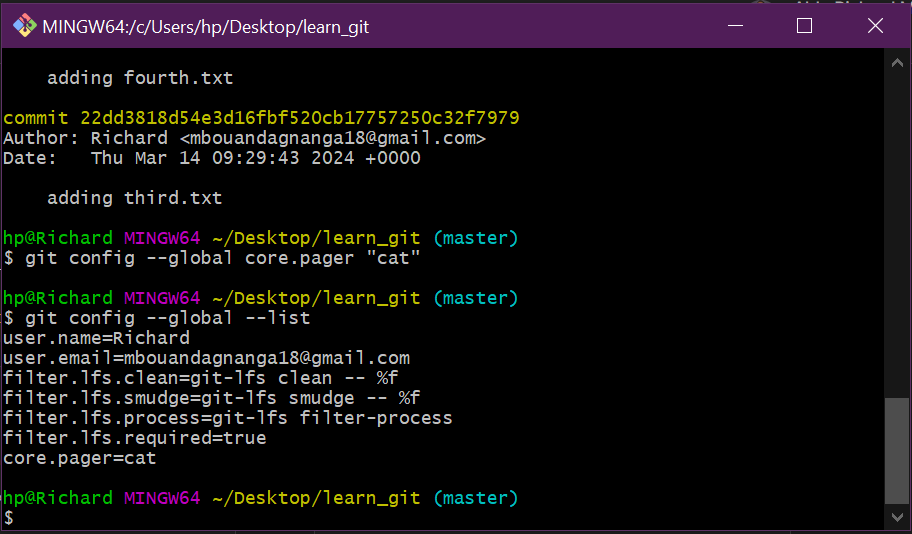 MINGW64:/c/Users/hp/Desktop/learn_git
adding fourth.txt
commit 22dd3818d54e3d16fbf520cb17757250c32f7979
Author: Richard <mbouandagnanga18@gmail.com>
Date:   Thu Mar 14 09:29:43 2024 +0000
adding third.txt
hp@Richard MINGW64 ~/Desktop/learn_git (master)
$ git config --global core.pager "cat"
hp@Richard MINGW64 ~/Desktop/learn_git (master)
$ git config --global --list
user.name=Richard
user.email=mbouandagnanga18@gmail.com
filter.lfs.clean=git-lfs clean -- %f
filter.lfs.smudge=git-lfs smudge -- %f
filter.lfs.process=git-lfs filter-process
filter.lfs.required=true
core.pager=cat
hp@Richard MINGW64 ~/Desktop/learn_git (master)
$